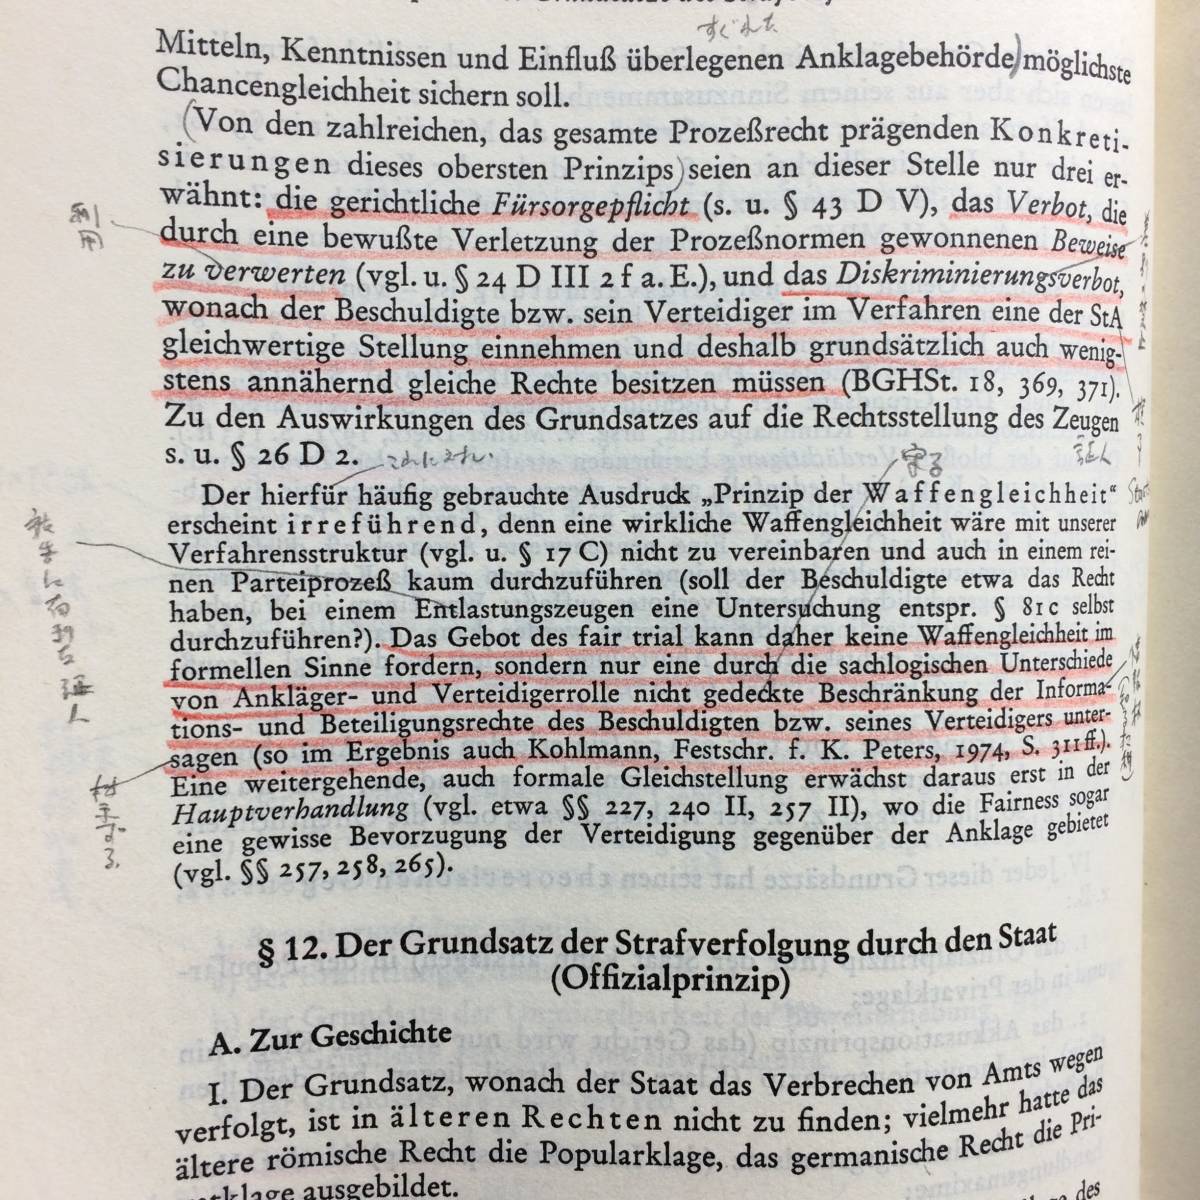 すぐれた
Mitteln, Kenntnissen und Einfluß überlegenen Anklagebehörde) möglichste
Chancengleichheit sichern soll.
(Von den zahlreichen, das gesamte Prozeßrecht prägenden Konkreti-
sierungen dieses obersten Prinzips) seien an dieser Stelle nur drei er-
wähnt: die gerichtliche Fürsorgepflicht (s. u. § 43 D V), das Verbot, die
利用
durch eine bewußte Verletzung der Prozeßnormen gewonnenen Beweise
zu verwerten (vgl. u. § 24 D III 2 f a. E.), und das Diskriminierungsverbot,
wonach der Beschuldigte bzw. sein Verteidiger im Verfahren eine der StA
gleichwertige Stellung einnehmen und deshalb grundsätzlich auch wenig-
stens annähernd gleiche Rechte besitzen müssen (BGHSt. 18, 369, 371).
Zu den Auswirkungen des Grundsatzes auf die Rechtsstellung des Zeugen
証人
s. u. § 26 D 2.
Der hierfür häufig gebrauchte Ausdruck „Prinzip der Waffengleichheit“
erscheint irreführend, denn eine wirkliche Waffengleichheit wäre mit unserer
Verfahrensstruktur (vgl. u. § 17 C) nicht zu vereinbaren und auch in einem rei-
nen Parteiprozeß kaum durchzuführen (soll der Beschuldigte etwa das Recht
haben, bei einem Entlastungszeugen eine Untersuchung entspr. § 81c selbst
durchzuführen?). Das Gebot des fair trial kann daher keine Waffengleichheit im
formellen Sinne fordern, sondern nur eine durch die sachlogischen Unterschiede
von Ankläger- und Verteidigerrolle nicht gedeckte Beschränkung der Informa-
tions- und Beteiligungsrechte des Beschuldigten bzw. seines Verteidigers unter-
sagen (so im Ergebnis auch Kohlmann, Festschr. f. K. Peters, 1974, S. 311 ff.).
Eine weitergehende, auch formale Gleichstellung erwächst daraus erst in der
Hauptverhandlung (vgl. etwa §§ 227, 240 II, 257 II), wo die Fairness sogar
eine gewisse Bevorzugung der Verteidigung gegenüber der Anklage gebietet
(vgl. §§ 257, 258, 265).
§ 12. Der Grundsatz der Strafverfolgung durch den Staat
(Offizialprinzip)
A. Zur Geschichte
I. Der Grundsatz, wonach der Staat das Verbrechen von Amts wegen
verfolgt, ist in älteren Rechten nicht zu finden; vielmehr hatte das
ältere römische Recht die Popularklage, das germanische Recht die Pri-
ausgebildet.
des